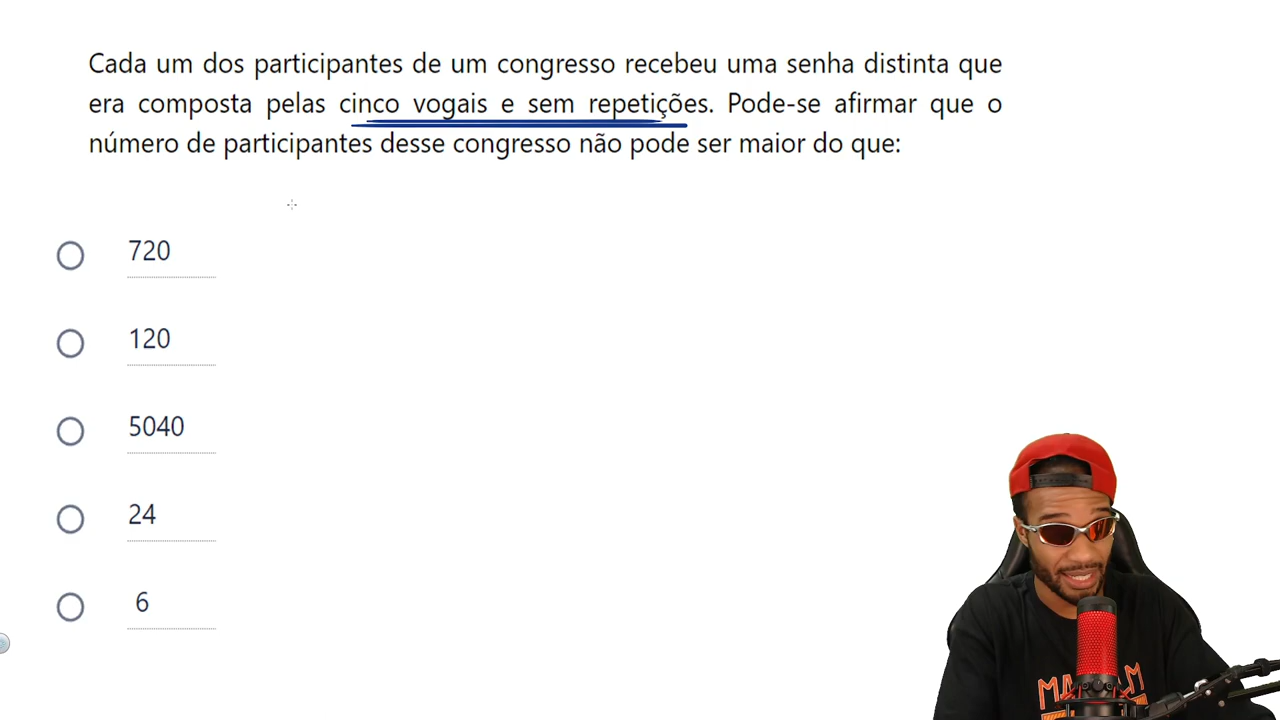 Cada um dos participantes de um congresso recebeu uma senha distinta que
era composta pelas cinco vogais e sem repetições. Pode-se afirmar que o
número de participantes desse congresso não pode ser maior do que:
720
120
5040
24
6